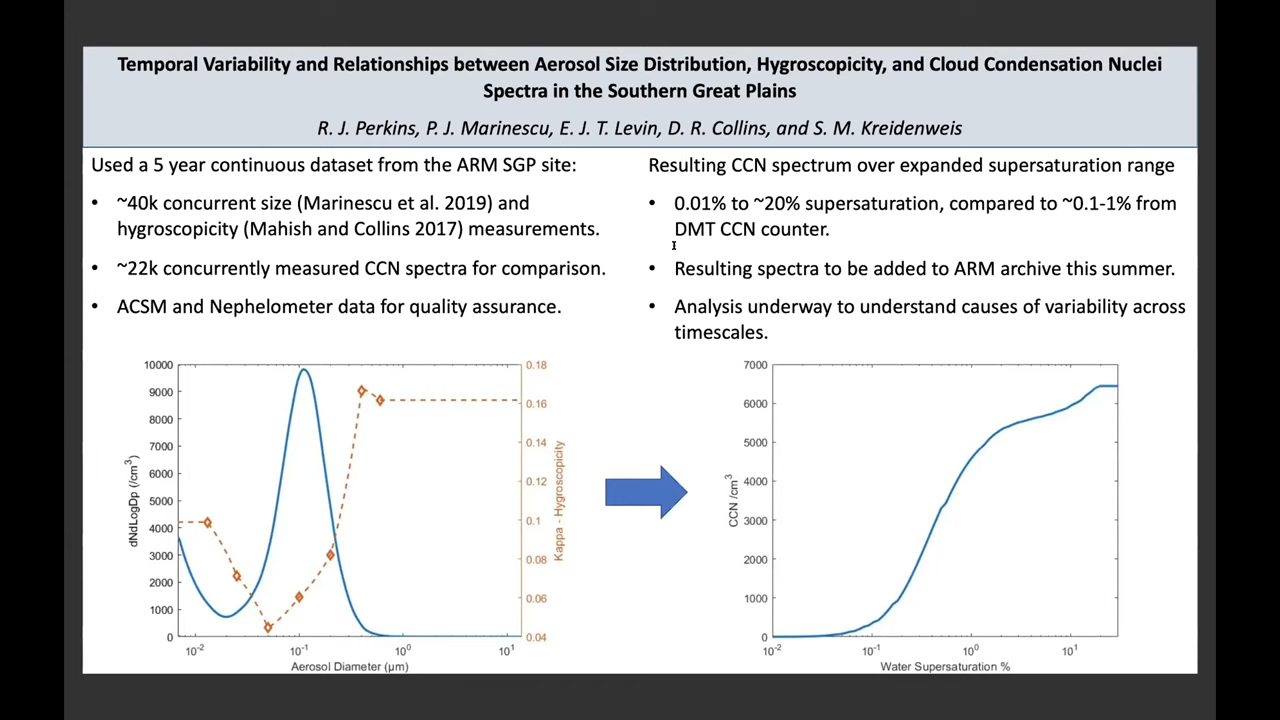 Temporal Variability and Relationships between Aerosol Size Distribution, Hygroscopicity, and Cloud Condensation Nuclei
Spectra in the Southern Great Plains
R. J. Perkins, P. J. Marinescu, E. J. T. Levin, D. R. Collins, and S. M. Kreidenweis
Used a 5 year continuous dataset from the ARM SGP site:
• ~40k concurrent size (Marinescu et al. 2019) and
hygroscopicity (Mahish and Collins 2017) measurements.
• ~22k concurrently measured CCN spectra for comparison.
• ACSM and Nephelometer data for quality assurance.
Resulting CCN spectrum over expanded supersaturation range
• 0.01% to ~20% supersaturation, compared to ~0.1-1% from
DMT CCN counter.
• Resulting spectra to be added to ARM archive this summer.
• Analysis underway to understand causes of variability across
timescales.
dNdLogDp (/cm³)
10000
9000
8000
7000
6000
5000
4000
3000
2000
1000
0
10⁻² 10⁻¹ 10⁰ 10¹
Aerosol Diameter (μm)
0.18
0.16
0.14
0.12
0.1
0.08
0.06
0.04
Kappa - Hygroscopicity
CCN /cm³
7000
6000
5000
4000
3000
2000
1000
0
10⁻² 10⁻¹ 10⁰ 10¹
Water Supersaturation %